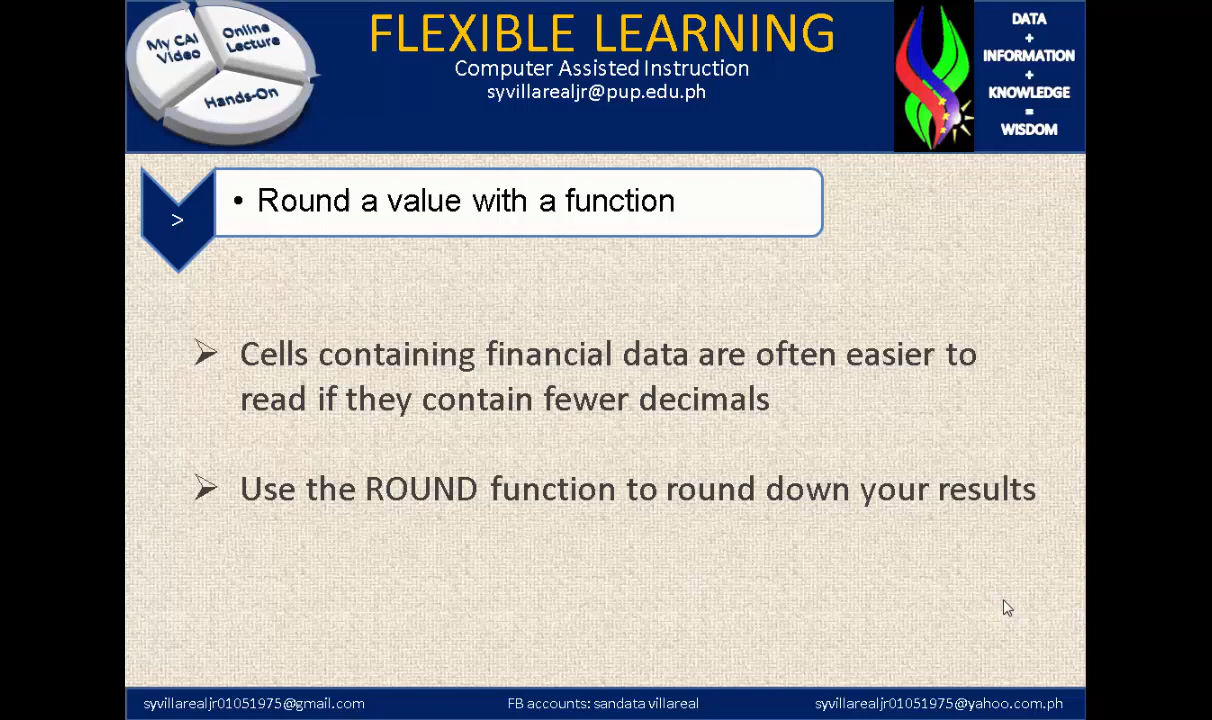 My CAI
Video
Online
Lecture
Hands-On
FLEXIBLE LEARNING
Computer Assisted Instruction
syvillarealjr@pup.edu.ph
DATA
+
INFORMATION
+
KNOWLEDGE
=
WISDOM
>
• Round a value with a function
➢ Cells containing financial data are often easier to
read if they contain fewer decimals
➢ Use the ROUND function to round down your results
syvillarealjr01051975@gmail.com
FB accounts: sandata villareal
syvillarealjr01051975@yahoo.com.ph